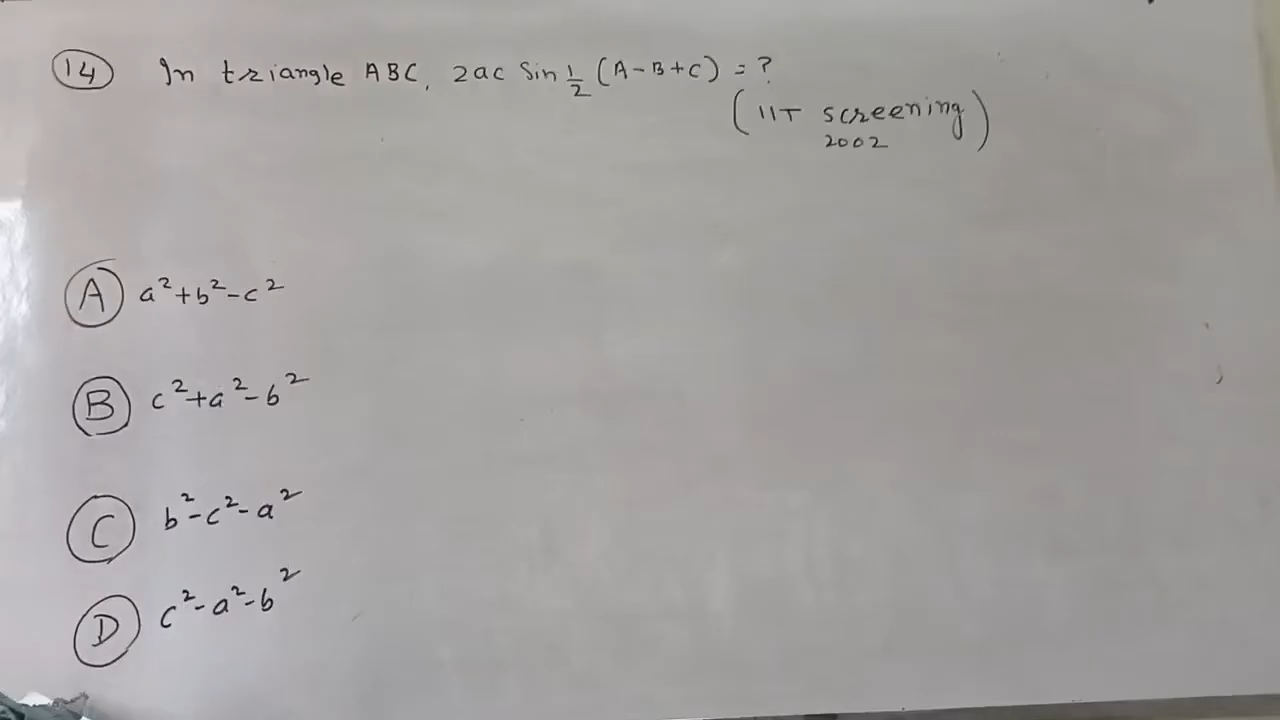 14 In triangle ABC, 2ac Sin 1/2 (A-B+C) = ?
(IIT screening
2002)
A a²+b²-c²
B c²+a²-b²
C b²-c²-a²
D c²-a²-b²